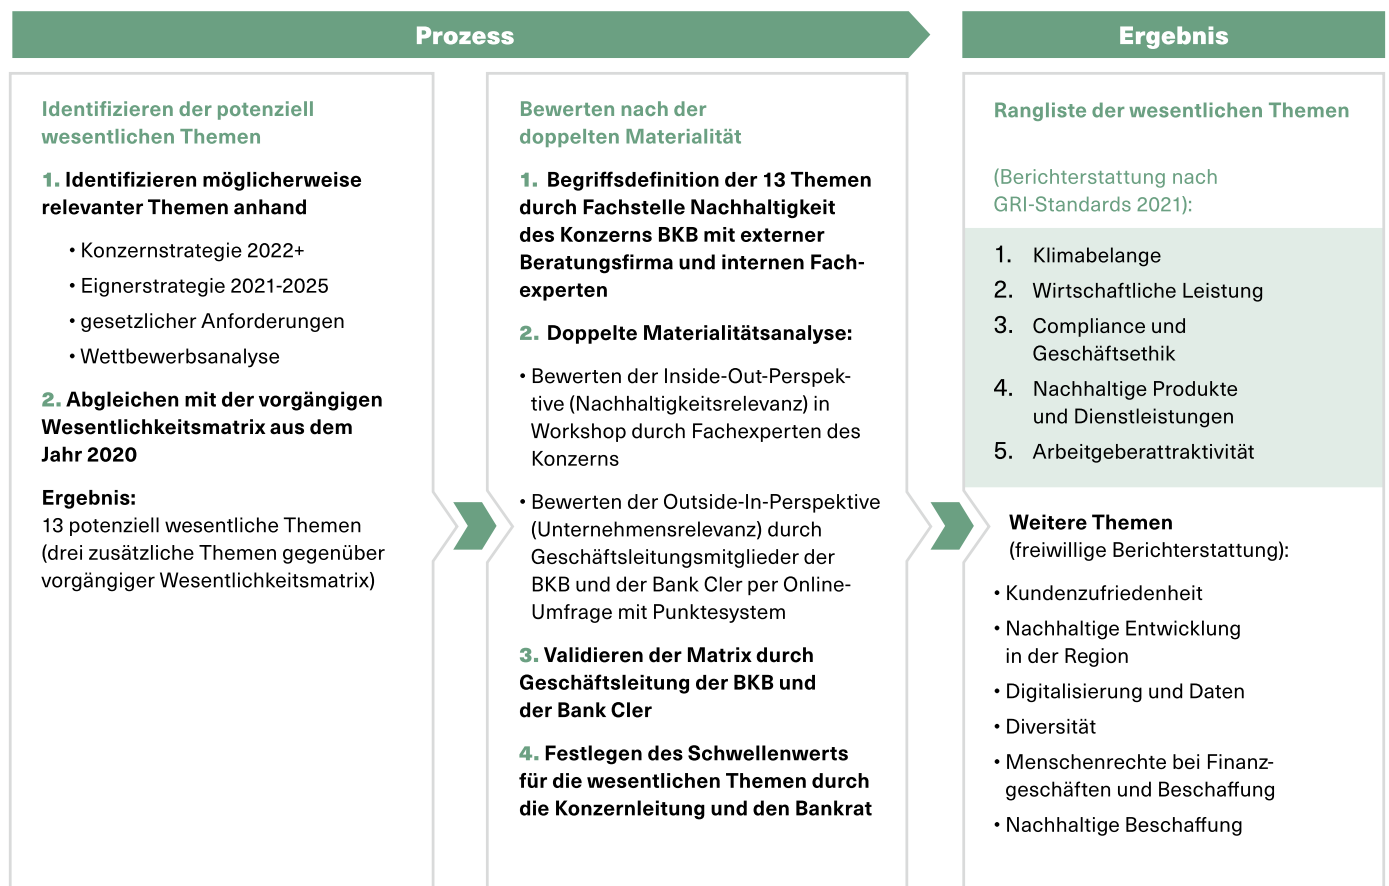 Prozess
Identifizieren der potenziell
wesentlichen Themen
1. Identifizieren möglicherweise
relevanter Themen anhand
• Konzernstrategie 2022+
• Eignerstrategie 2021-2025
• gesetzlicher Anforderungen
• Wettbewerbsanalyse
2. Abgleichen mit der vorgängigen
Wesentlichkeitsmatrix aus dem
Jahr 2020
Ergebnis:
13 potenziell wesentliche Themen
(drei zusätzliche Themen gegenüber
vorgängiger Wesentlichkeitsmatrix)
Bewerten nach der
doppelten Materialität
1. Begriffsdefinition der 13 Themen
durch Fachstelle Nachhaltigkeit
des Konzerns BKB mit externer
Beratungsfirma und internen Fach-
experten
2. Doppelte Materialitätsanalyse:
• Bewerten der Inside-Out-Perspek-
tive (Nachhaltigkeitsrelevanz) in
Workshop durch Fachexperten des
Konzerns
• Bewerten der Outside-In-Perspektive
(Unternehmensrelevanz) durch
Geschäftsleitungsmitglieder der
BKB und der Bank Cler per Online-
Umfrage mit Punktesystem
3. Validieren der Matrix durch
Geschäftsleitung der BKB und
der Bank Cler
4. Festlegen des Schwellenwerts
für die wesentlichen Themen durch
die Konzernleitung und den Bankrat
Ergebnis
Rangliste der wesentlichen Themen
(Berichterstattung nach
GRI-Standards 2021):
1. Klimabelange
2. Wirtschaftliche Leistung
3. Compliance und
Geschäftsethik
4. Nachhaltige Produkte
und Dienstleistungen
5. Arbeitgeberattraktivität
Weitere Themen
(freiwillige Berichterstattung):
• Kundenzufriedenheit
• Nachhaltige Entwicklung
in der Region
• Digitalisierung und Daten
• Diversität
• Menschenrechte bei Finanz-
geschäften und Beschaffung
• Nachhaltige Beschaffung